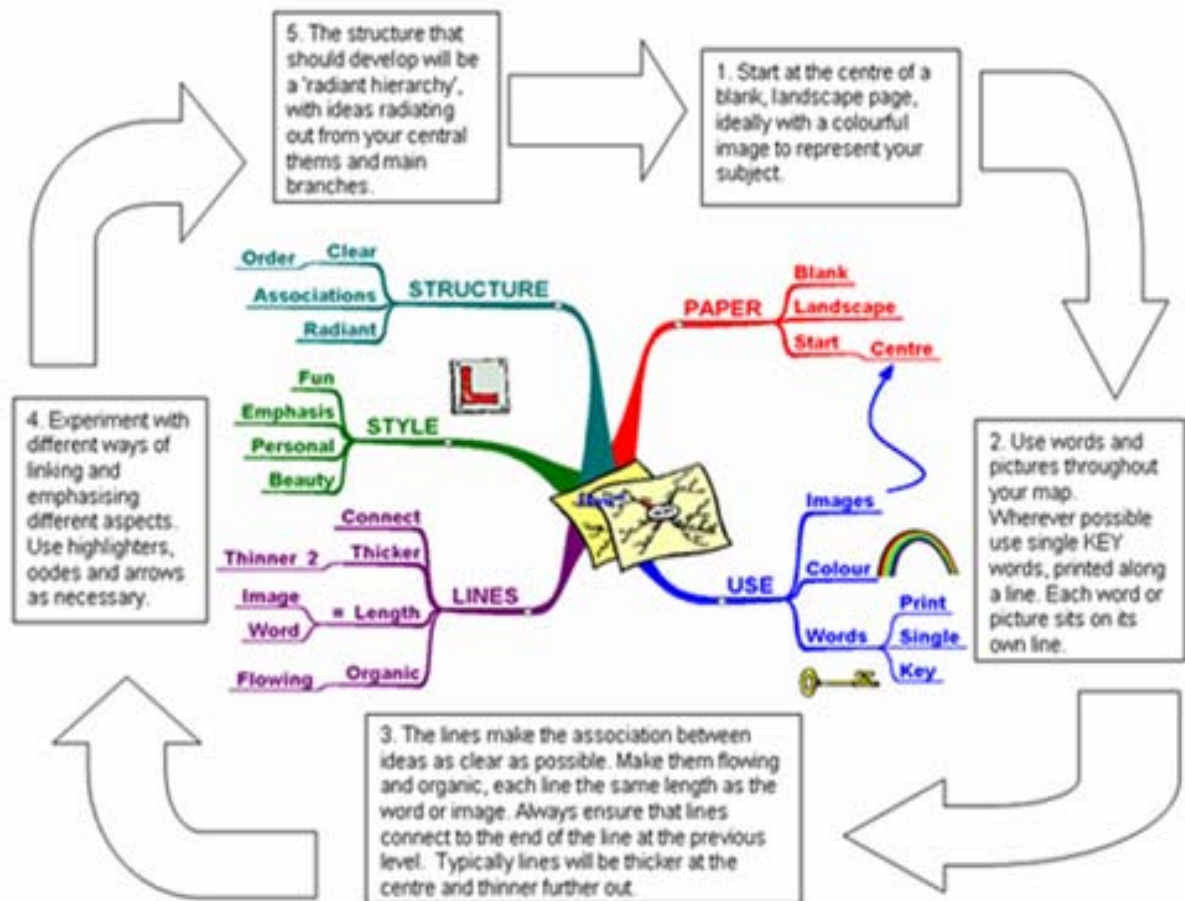 5. The structure that
should develop will be
a 'radiant hierarchy',
with ideas radiating
out from your central
thems and main
branches.
1. Start at the centre of a
blank, landscape page,
ideally with a colourful
image to represent your
subject.
2. Use words and
pictures throughout
your map.
Wherever possible
use single KEY
words, printed along
a line. Each word or
picture sits on its
own line.
3. The lines make the association between
ideas as clear as possible. Make them flowing
and organic, each line the same length as the
word or image. Always ensure that lines
connect to the end of the line at the previous
level. Typically lines will be thicker at the
centre and thinner further out.
4. Experiment with
different ways of
linking and
emphasising
different aspects.
Use highlighters,
oodes and arrows
as necessary.
STRUCTURE
Clear
Order
Associations
Radiant
PAPER
Blank
Landscape
Start
Centre
STYLE
Fun
Emphasis
Personal
Beauty
L
LINES
Connect
Thicker
Thinner 2
= Length
Image
Word
Organic
Flowing
USE
Images
Colour
Words
Print
Single
Key